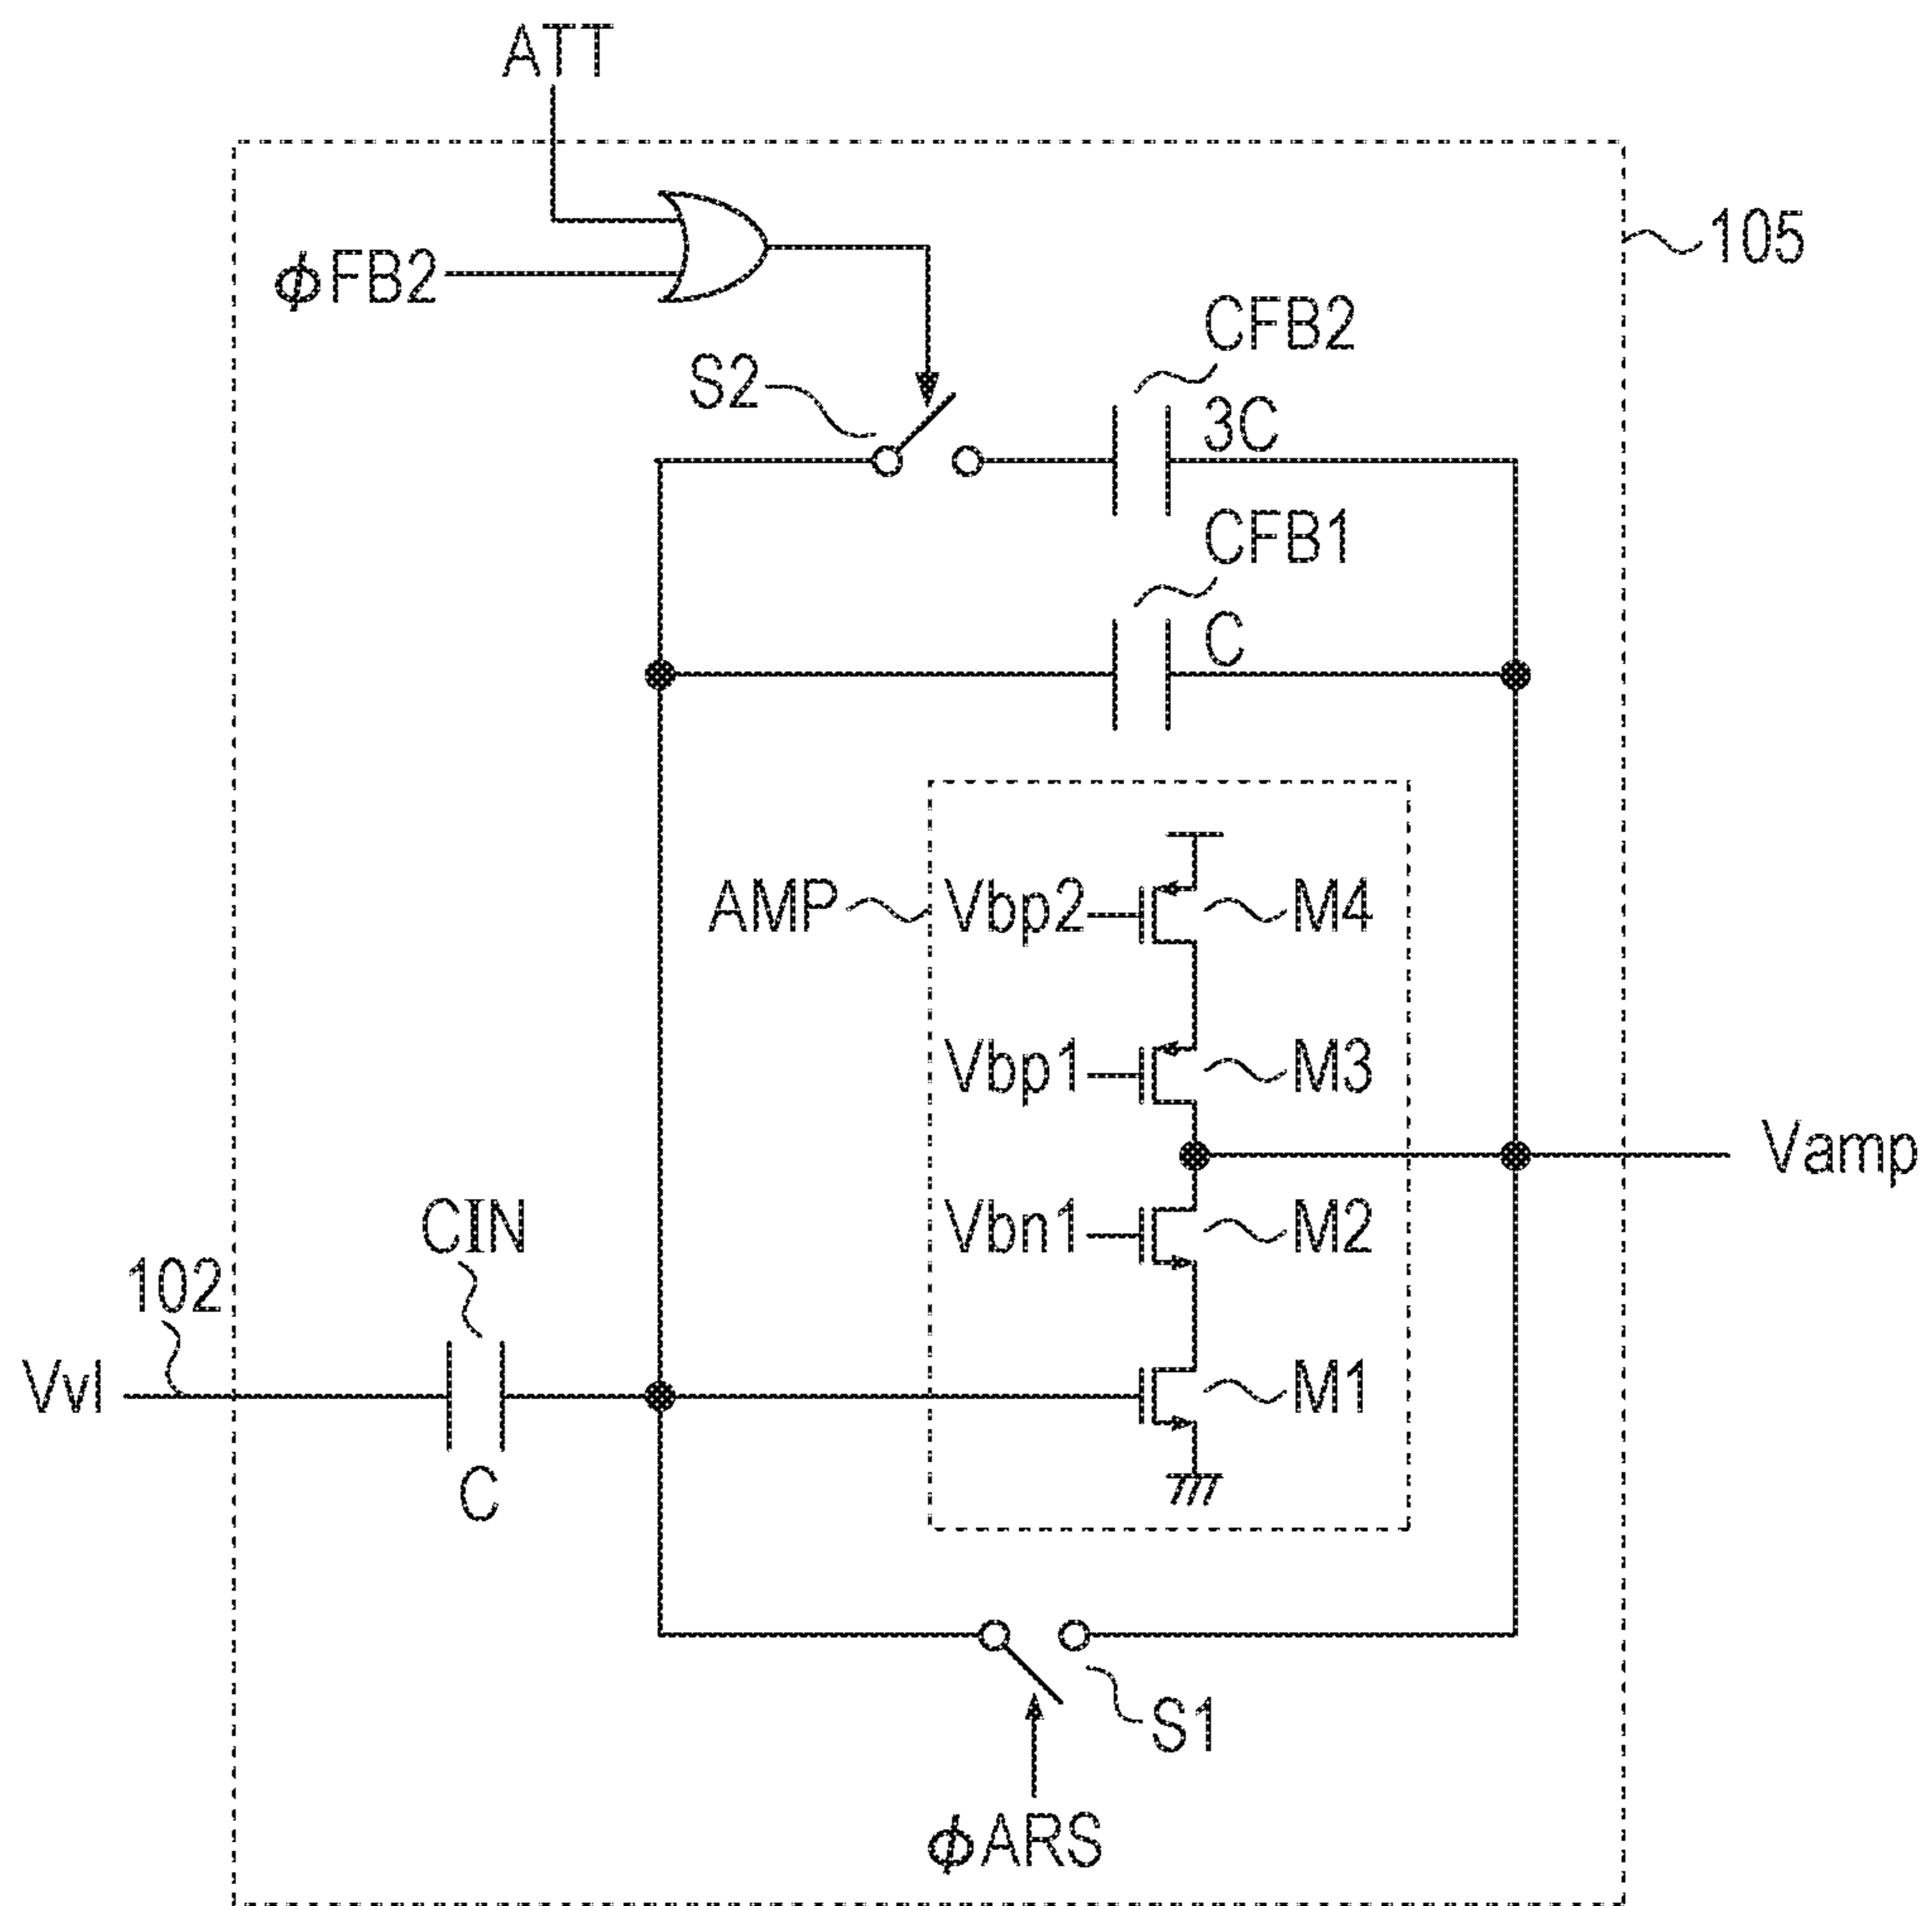 ATT
105
ϕFB2
CFB2
S2
3C
CFB1
C
AMP
Vbp2
M4
Vbp1
M3
Vamp
CIN
Vbn1
M2
102
Vvl
M1
C
S1
ϕARS